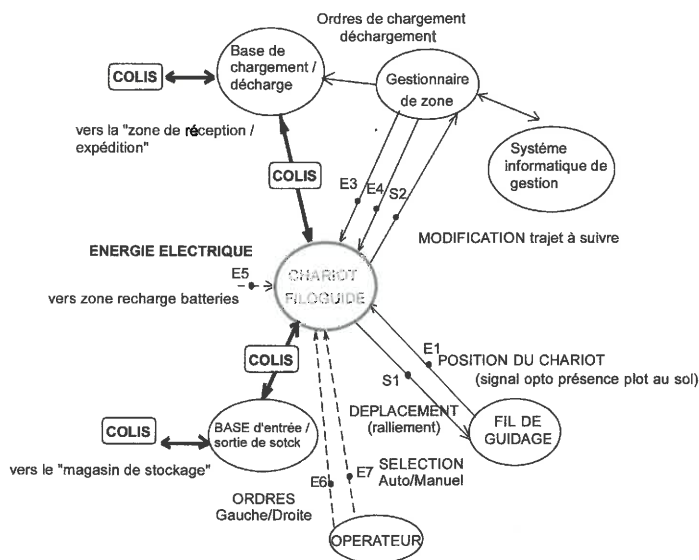 Ordres de chargement
déchargement
Base de
chargement /
décharge
COLIS
Gestionnaire
de zone
vers la "zone de réception /
expédition"
Systéme
informatique de
gestion
COLIS
E3
E4
S2
MODIFICATION trajet à suivre
ENERGIE ELECTRIQUE
E5
vers zone recharge batteries
CHARIOT
FILOGUIDE
COLIS
E1
POSITION DU CHARIOT
(signal opto présence plot au sol)
S1
DEPLACEMENT
(ralliement)
FIL DE
GUIDAGE
COLIS
BASE d'entrée /
sortie de sotck
vers le "magasin de stockage"
E6
E7
SELECTION
Auto/Manuel
ORDRES
Gauche/Droite
OPERATEUR